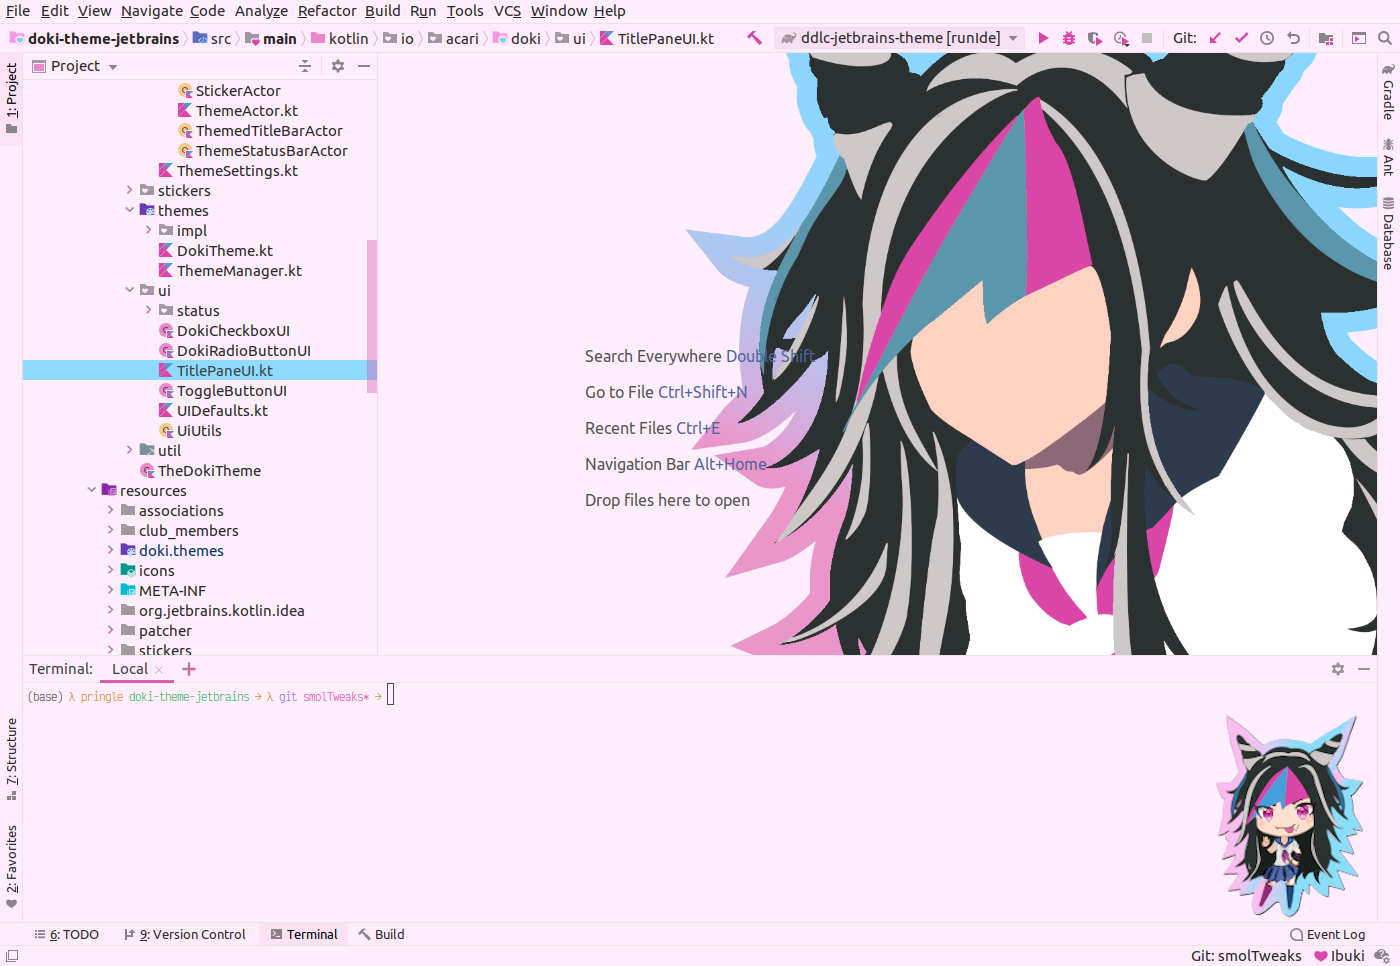 File Edit View Navigate Code Analyze Refactor Build Run Tools VCS Window Help
doki-theme-jetbrains src main kotlin io acari doki ui TitlePaneUI.kt ddlc-jetbrains-theme [runIde] Git:
1: Project
Project
StickerActor
ThemeActor.kt
ThemedTitleBarActor
ThemeStatusBarActor
ThemeSettings.kt
stickers
themes
impl
DokiTheme.kt
ThemeManager.kt
ui
status
DokiCheckboxUI
DokiRadioButtonUI
TitlePaneUI.kt
ToggleButtonUI
UIDefaults.kt
UiUtils
util
TheDokiTheme
resources
associations
club_members
doki.themes
icons
META-INF
org.jetbrains.kotlin.idea
patcher
stickers
Search Everywhere Double Shift
Go to File Ctrl+Shift+N
Recent Files Ctrl+E
Navigation Bar Alt+Home
Drop files here to open
Gradle
Ant
Database
Terminal: Local
(base) λ pringle doki-theme-jetbrains → λ git smolTweaks* →
7: Structure
2: Favorites
6: TODO 9: Version Control Terminal Build Event Log
Git: smolTweaks Ibuki